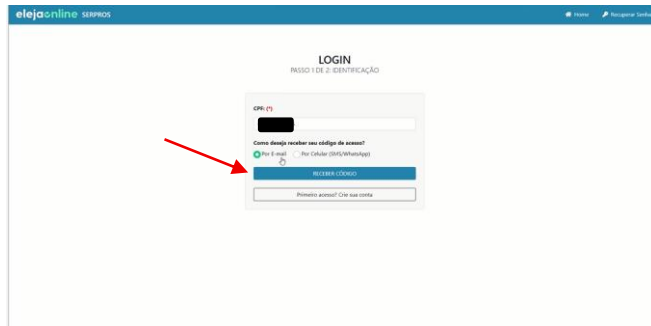 elejaonline SERPROS
Home
Recuperar Senha
LOGIN
PASSO 1 DE 2: IDENTIFICAÇÃO
CPF: (*)
Como deseja receber seu código de acesso?
Por E-mail
Por Celular (SMS/WhatsApp)
RECEBER CÓDIGO
Primeiro acesso? Crie sua conta